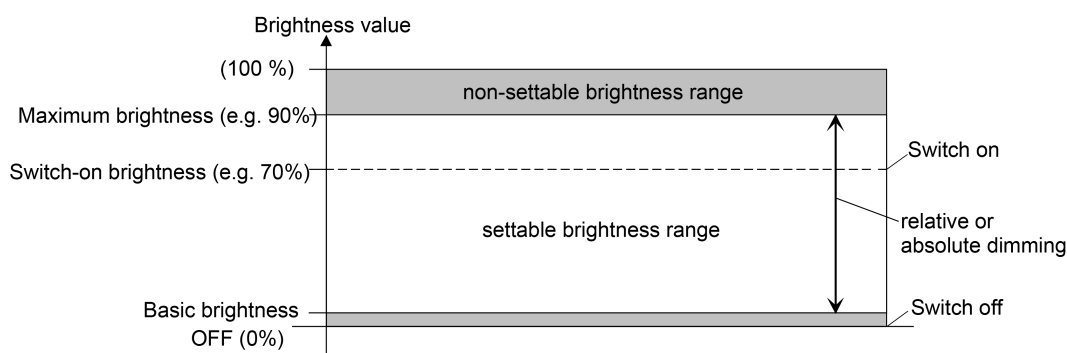 Brightness value
(100 %)
non-settable brightness range
Maximum brightness (e.g. 90%)
Switch on
Switch-on brightness (e.g. 70%)
relative or
absolute dimming
settable brightness range
Basic brightness
Switch off
OFF (0%)